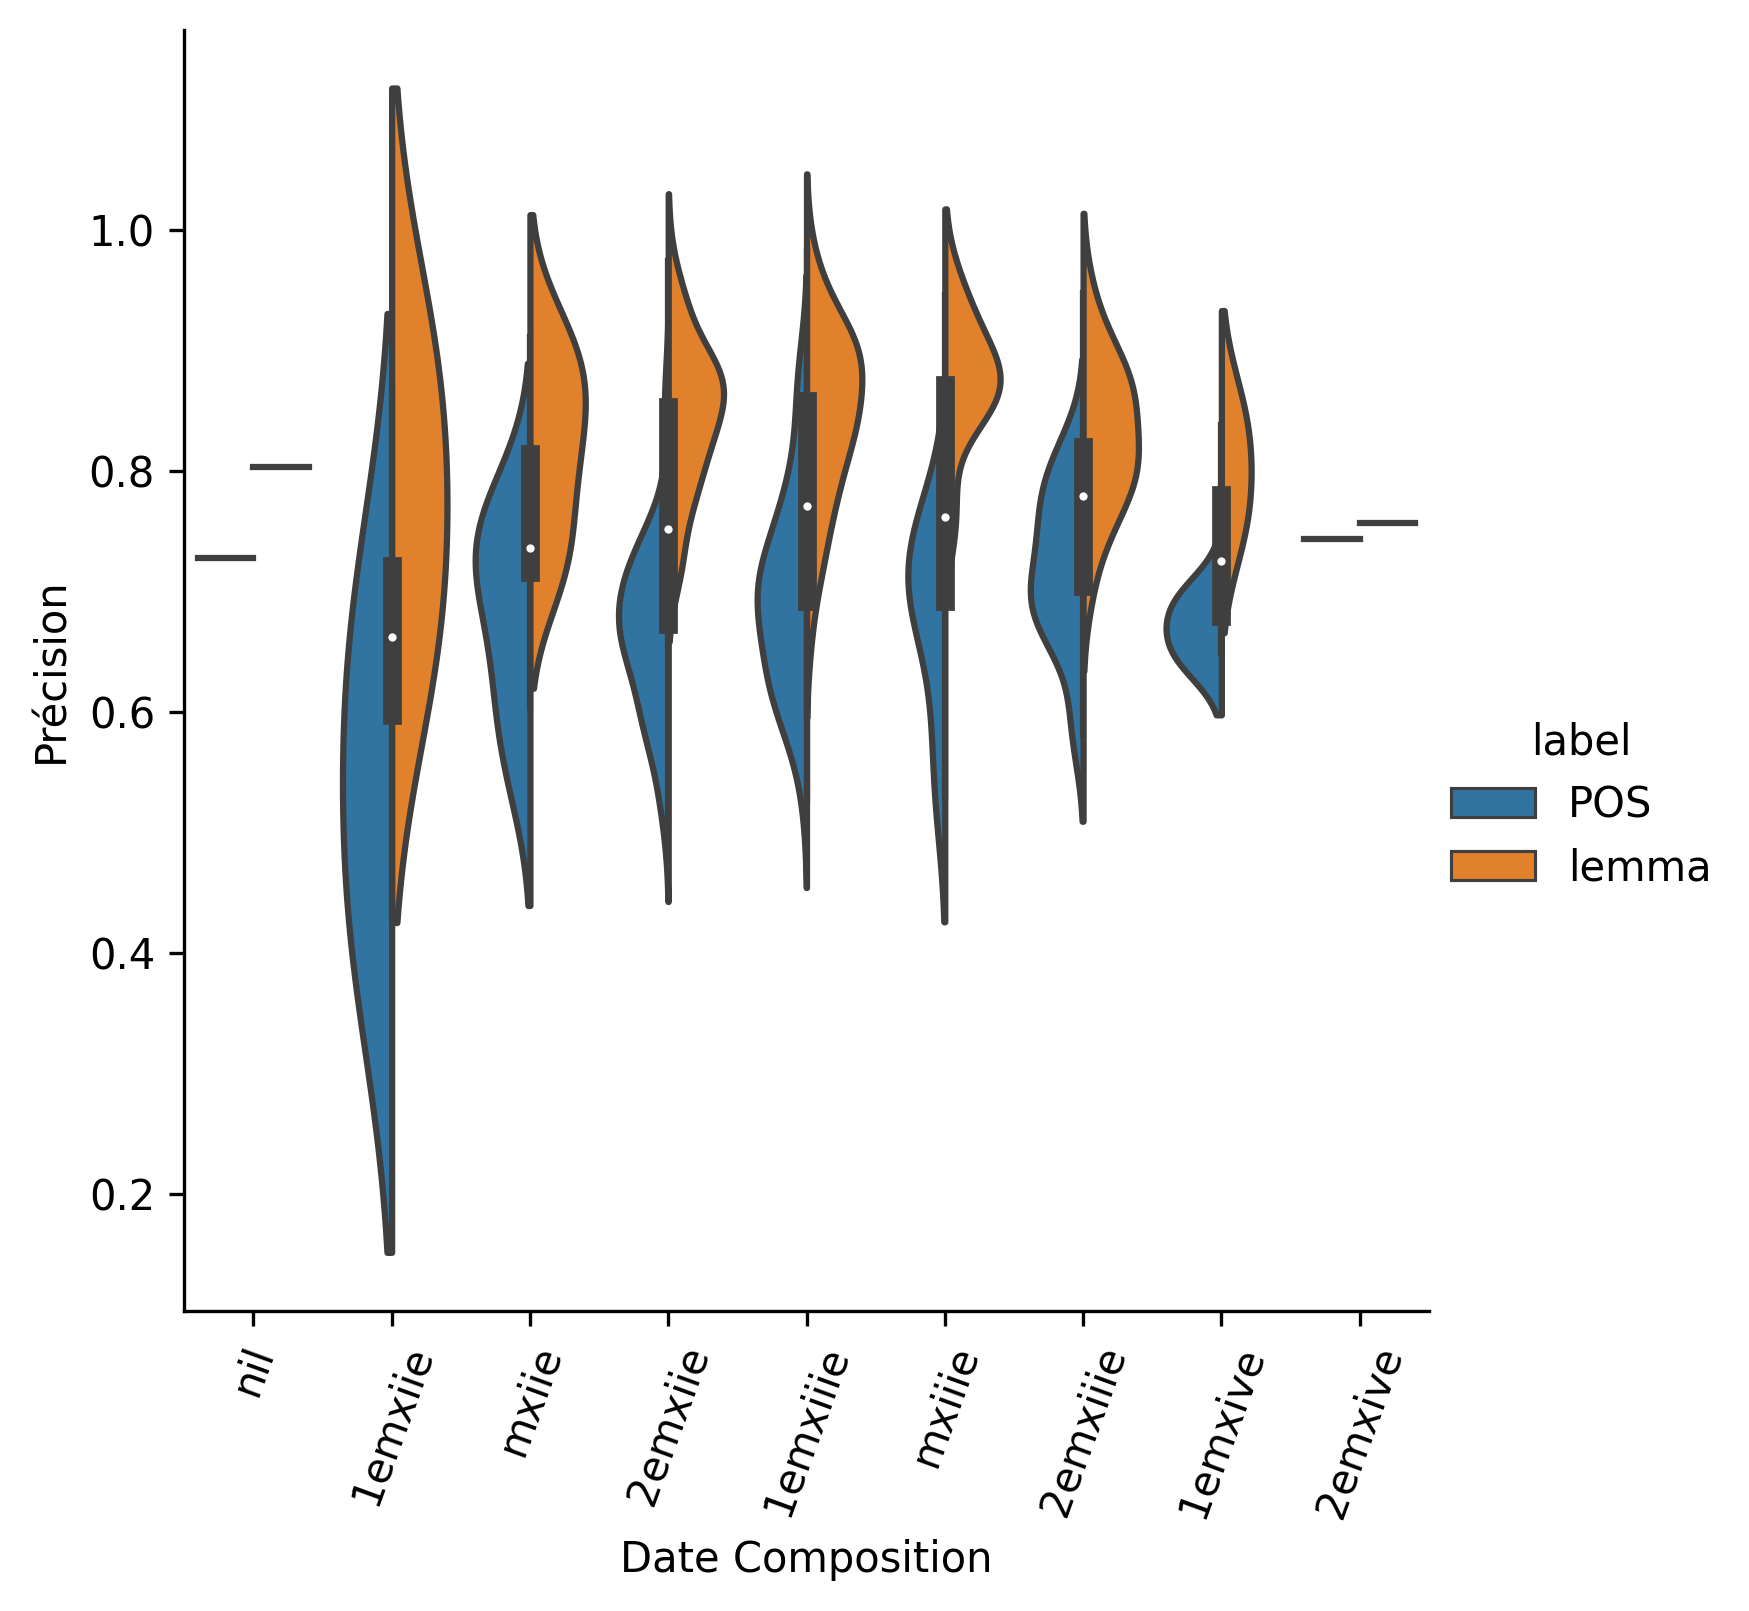 1.0
0.8
0.6
0.4
0.2
Précision
nil
1emxiie
mxiie
2emxiie
1emxiiie
mxiiie
2emxiiie
1emxive
2emxive
Date Composition
label
POS
lemma